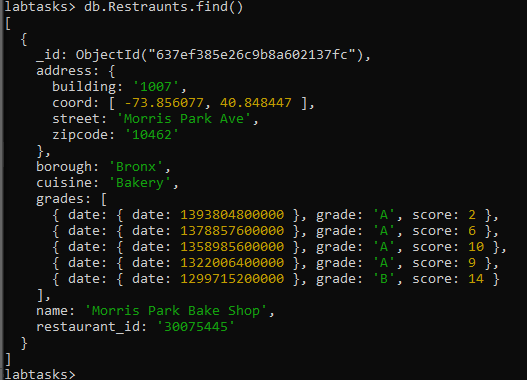 labtasks> db.Restraunts.find()
[
  {
    _id: ObjectId("637ef385e26c9b8a602137fc"),
    address: {
      building: '1007',
      coord: [ -73.856077, 40.848447 ],
      street: 'Morris Park Ave',
      zipcode: '10462'
    },
    borough: 'Bronx',
    cuisine: 'Bakery',
    grades: [
      { date: { date: 1393804800000 }, grade: 'A', score: 2 },
      { date: { date: 1378857600000 }, grade: 'A', score: 6 },
      { date: { date: 1358985600000 }, grade: 'A', score: 10 },
      { date: { date: 1322006400000 }, grade: 'A', score: 9 },
      { date: { date: 1299715200000 }, grade: 'B', score: 14 }
    ],
    name: 'Morris Park Bake Shop',
    restaurant_id: '30075445'
  }
]
labtasks>